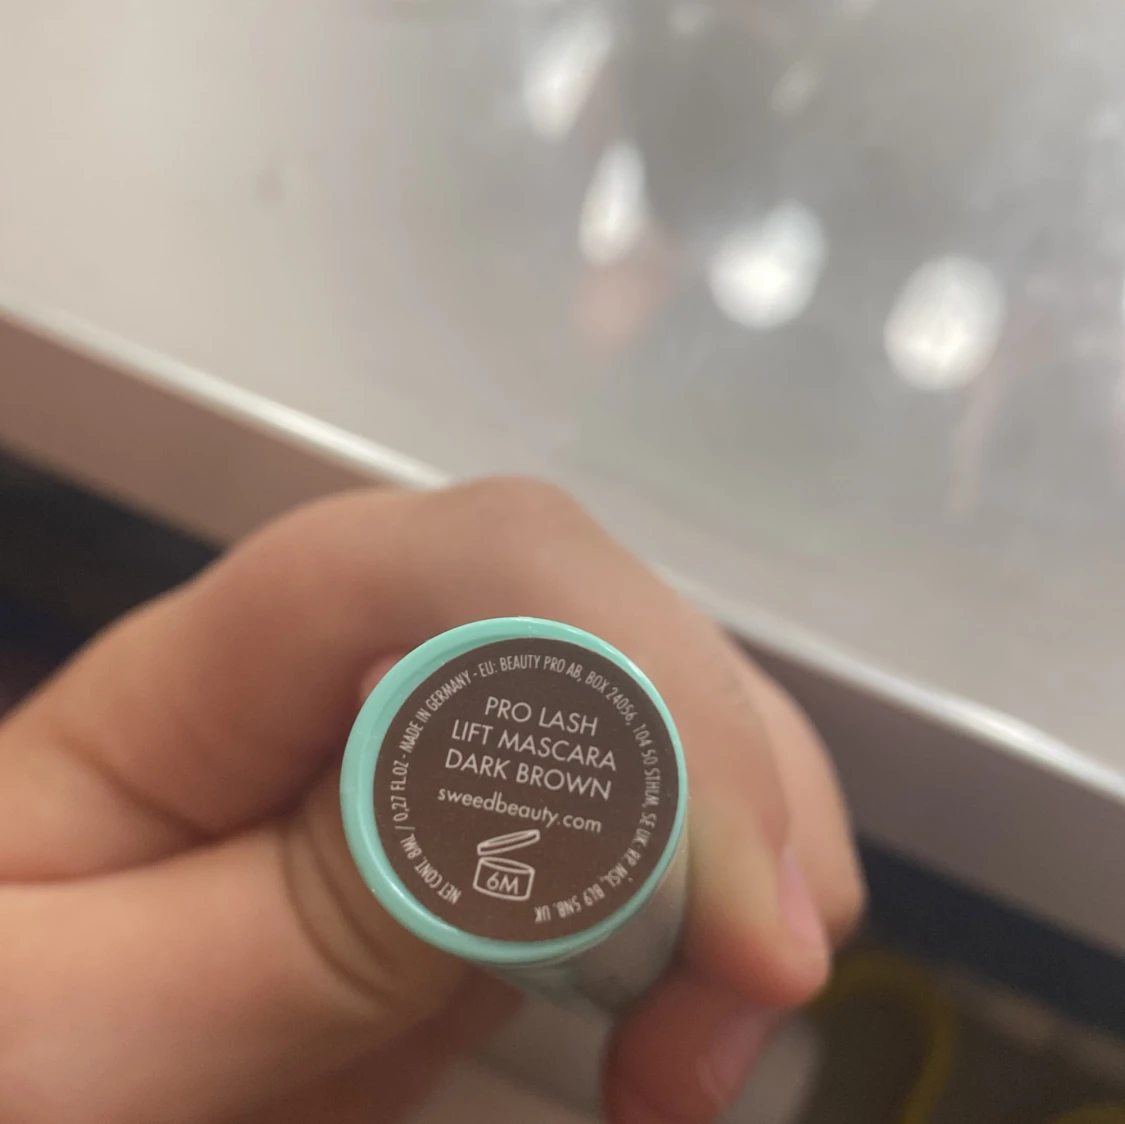 NET CONT. 8ML / 0,27 FL.OZ - MADE IN GERMANY - EU: BEAUTY PRO AB, BOX 24056, 104 50 STHLM, SE UK: RP, MSL, BL9 5NB, UK
PRO LASH
LIFT MASCARA
DARK BROWN
sweedbeauty.com
6M